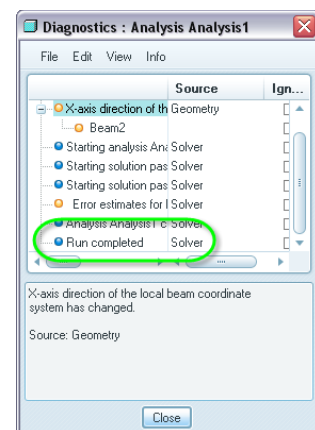 Diagnostics : Analysis Analysis1
File Edit View Info
Source Ign...
X-axis direction of th Geometry
Beam2
Starting analysis Ana Solver
Starting solution pas Solver
Starting solution pas Solver
Error estimates for l Solver
Analysis Analysis1 c Solver
Run completed Solver
X-axis direction of the local beam coordinate
system has changed.
Source: Geometry
Close